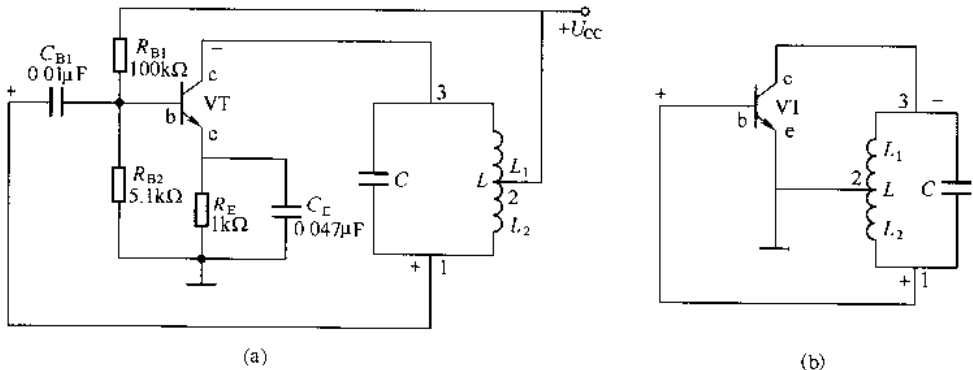 +U_CC
C_B1
0.01μF
R_B1
100kΩ
+
−
c
VT
b
e
R_B2
5.1kΩ
R_E
1kΩ
C_E
0.047μF
3
C
L_1
L
2
L_2
+
1
(a)
+
c
VT
b
e
3
−
L_1
2
L
C
L_2
+
1
(b)